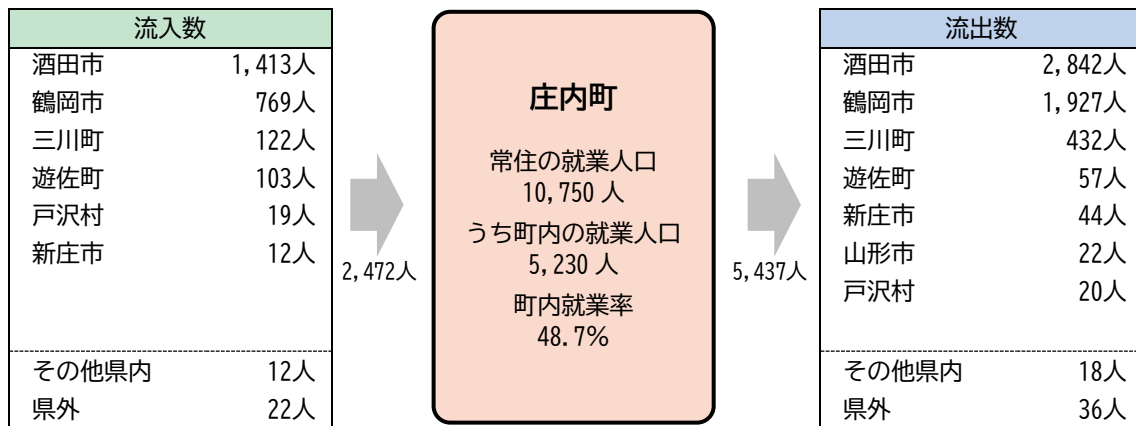 流入数
酒田市 1,413人
鶴岡市 769人
三川町 122人
遊佐町 103人
戸沢村 19人
新庄市 12人
その他県内 12人
県外 22人
2,472人
庄内町
常住の就業人口
10,750 人
うち町内の就業人口
5,230 人
町内就業率
48.7%
5,437人
流出数
酒田市 2,842人
鶴岡市 1,927人
三川町 432人
遊佐町 57人
新庄市 44人
山形市 22人
戸沢村 20人
その他県内 18人
県外 36人